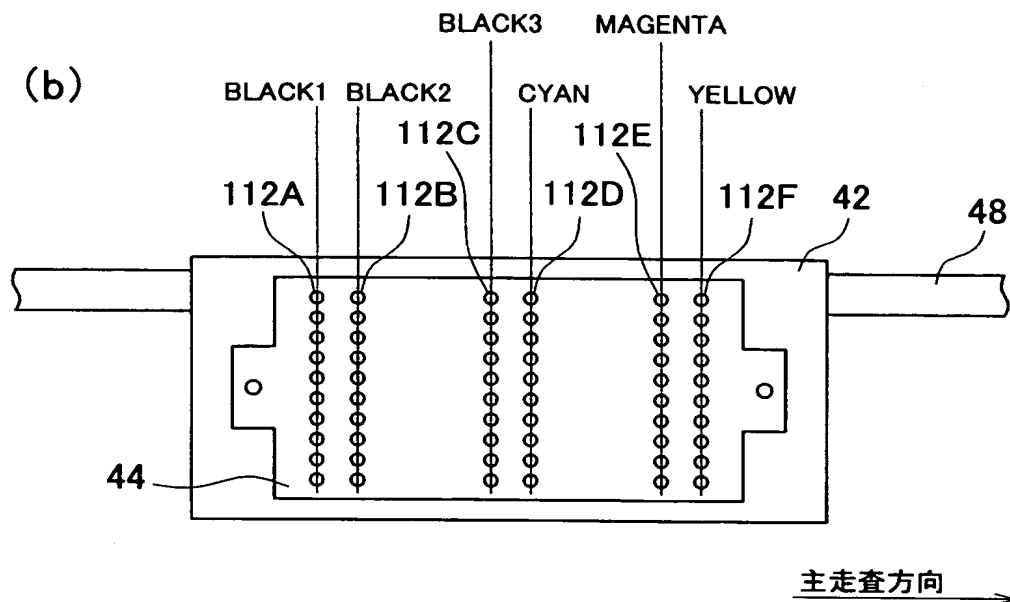 (b)
BLACK3 MAGENTA
BLACK1 BLACK2 CYAN YELLOW
112C 112E
112A 112B 112D 112F 42 48
44
主走査方向